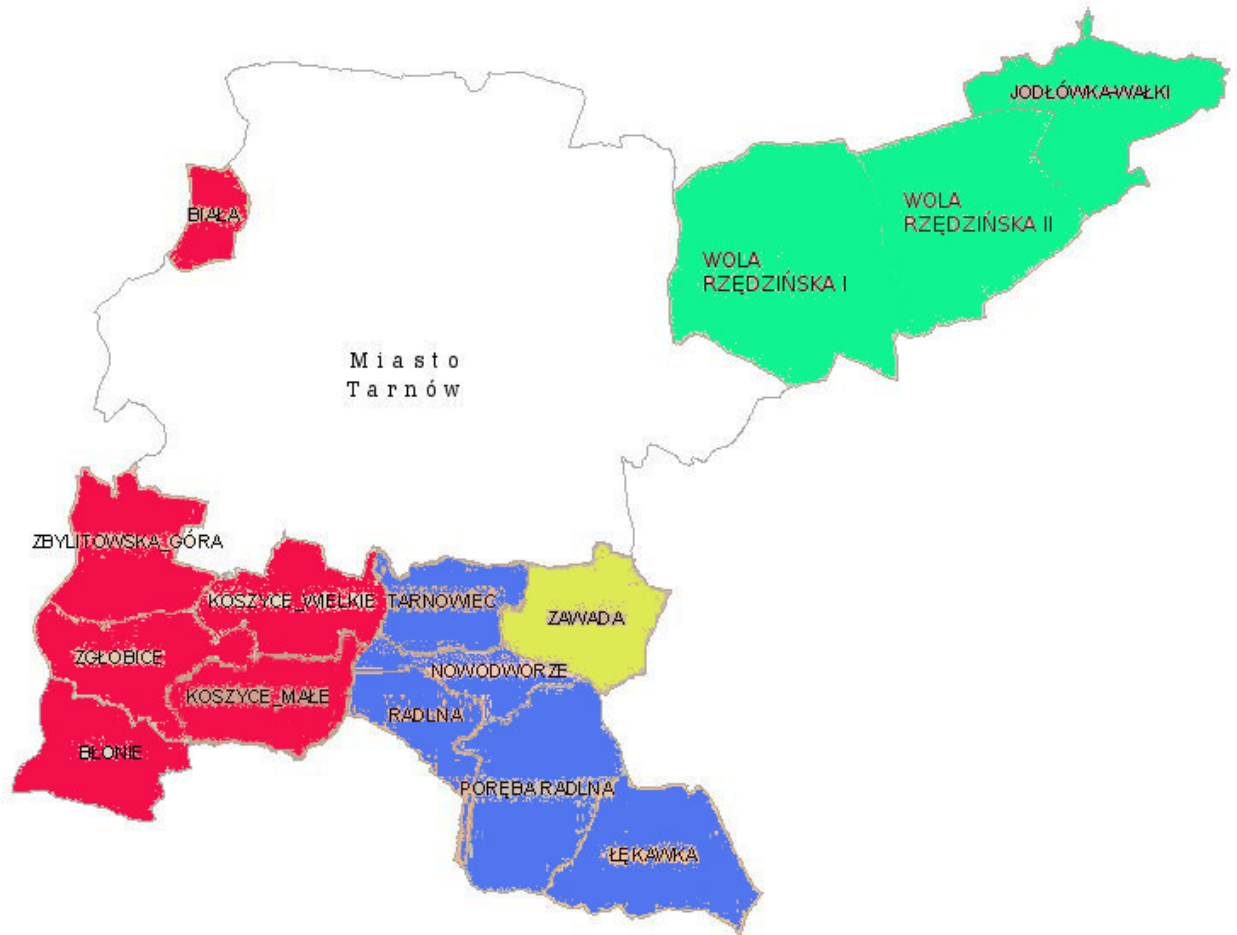 JODŁÓWKA-WAŁKI
BIAŁA
WOLA
RZĘDZIŃSKA II
WOLA
RZĘDZIŃSKA I
Miasto
Tarnów
ZBYLITOWSKA_GÓRA
KOSZYCE_WIELKIE
TARNOWIEC
ZAWADA
ZGŁOBICE
NOWODWORZE
KOSZYCE_MAŁE
RADLNA
BŁONIE
PORĘBA RADLNA
ŁĘKAWKA